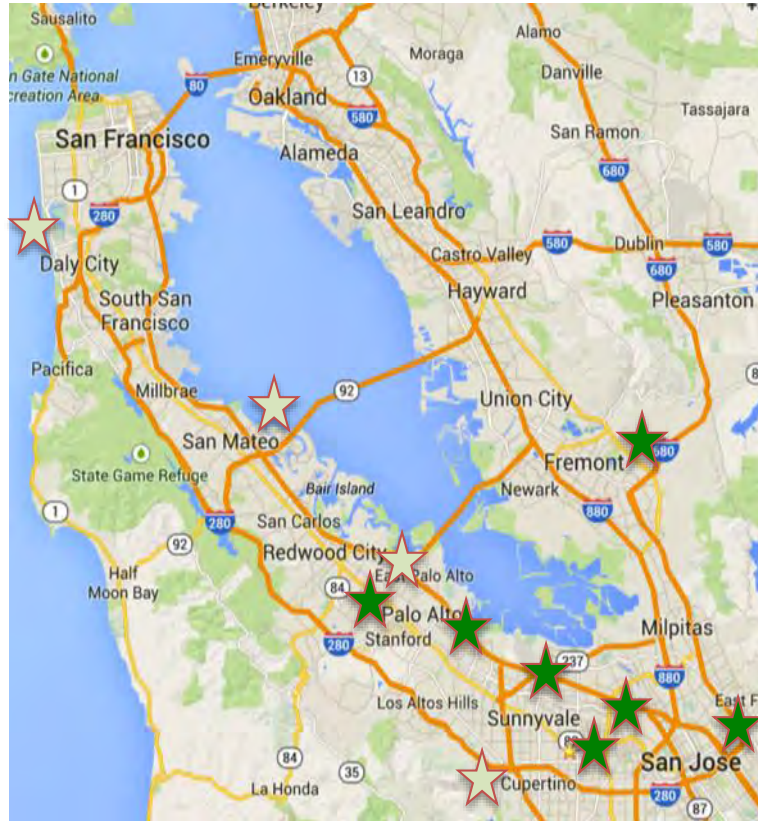 Berkeley
Sausalito
Emeryville
Alamo
Moraga
13
n Gate National
creation Area
Danville
80
Oakland
Tassajara
580
San Francisco
San Ramon
Alameda
680
1
280
San Leandro
Castro Valley
580
Dublin
580
Daly City
680
Hayward
Pleasanton
South San
Francisco
Pacifica
8
Millbrae
92
Union City
San Mateo
680
Fremont
State Game Refuge
Bair Island
Newark
1
280
San Carlos
880
92
Redwood City
Half
Moon Bay
84
East Palo Alto
Palo Alto
Stanford
Milpitas
280
237
880
Los Altos Hills
East F
Sunnyvale
84
35
San Jose
La Honda
Cupertino
280
87